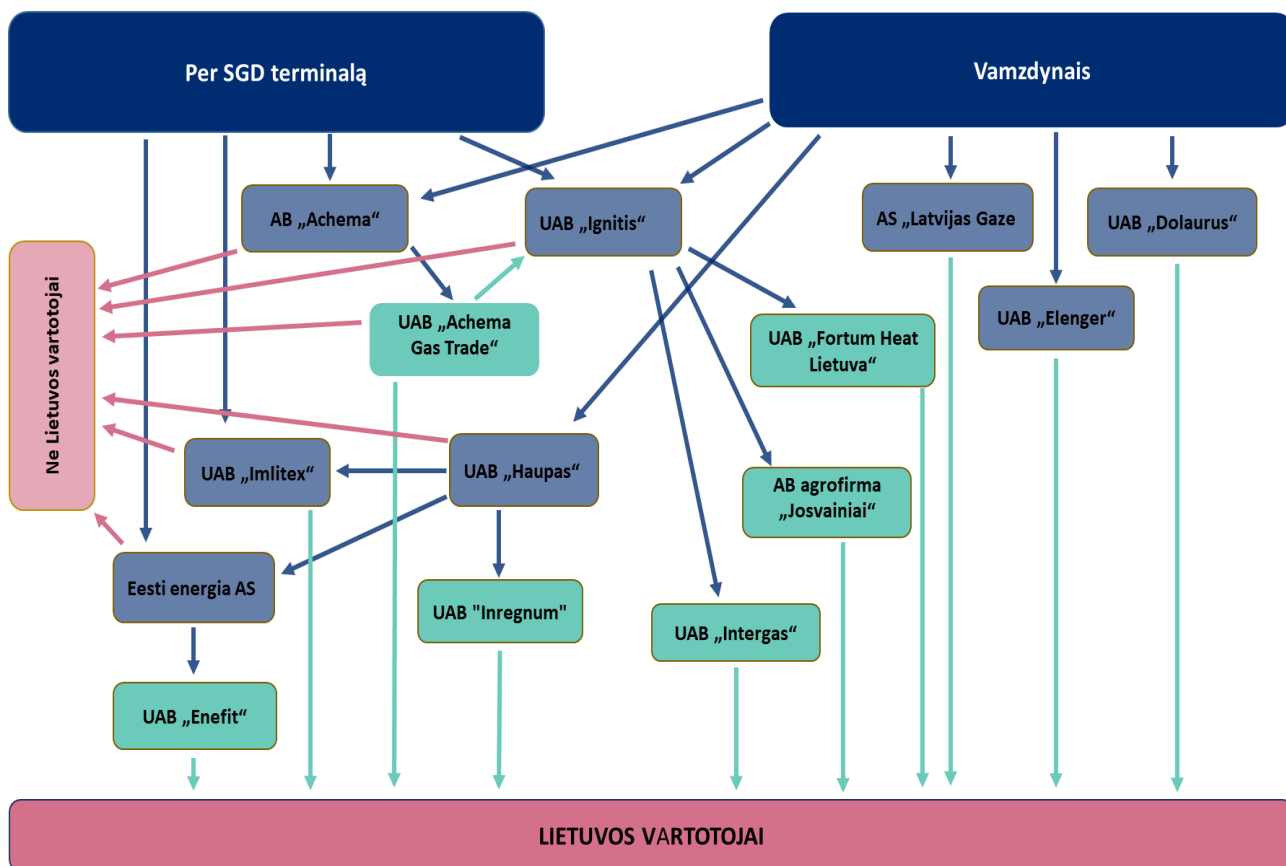 Per SGD terminalą
Vamzdynais
AB „Achema“
UAB „Ignitis“
AS „Latvijas Gaze
UAB „Dolaurus“
Ne Lietuvos vartotojai
UAB „Achema
Gas Trade“
UAB „Fortum Heat
Lietuva“
UAB „Elenger“
UAB „Imlitex“
UAB „Haupas“
AB agrofirma
„Josvainiai“
Eesti energia AS
UAB "Inregnum"
UAB „Intergas“
UAB „Enefit“
LIETUVOS VARTOTOJAI